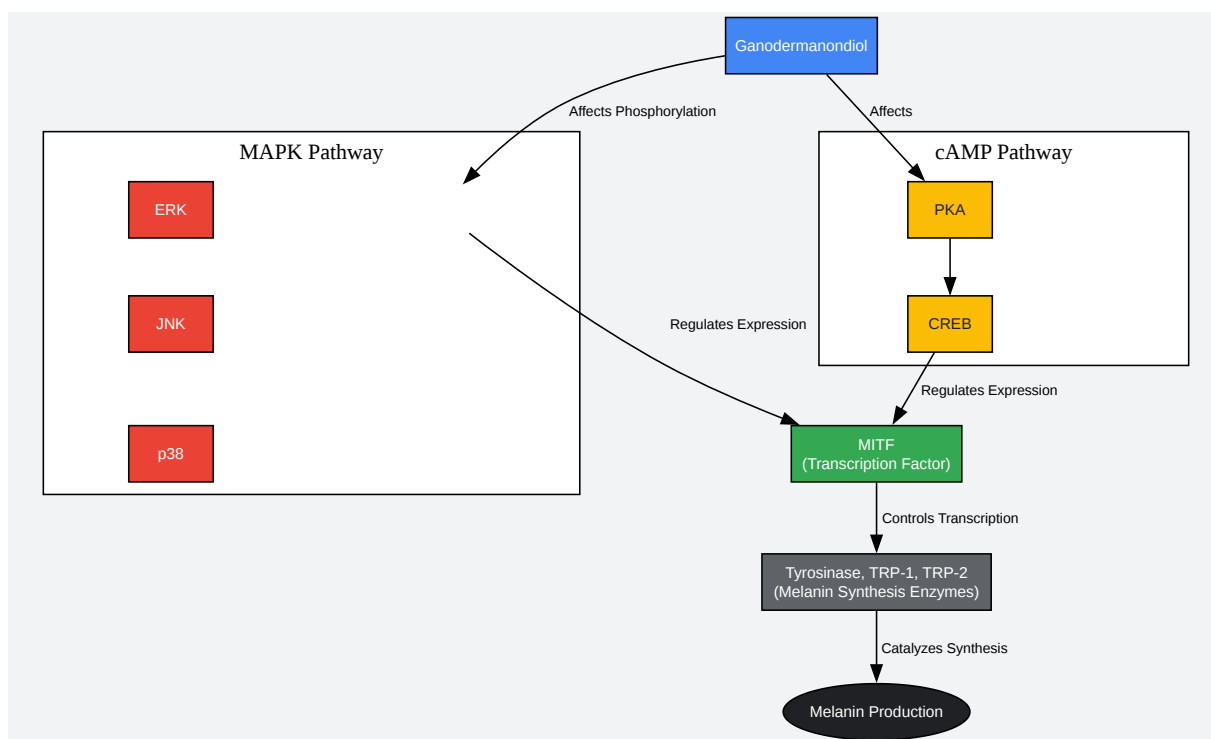 Ganodermanondiol
Affects Phosphorylation
Affects
MAPK Pathway
cAMP Pathway
ERK
PKA
JNK
Regulates Expression
CREB
Regulates Expression
p38
MITF
(Transcription Factor)
Controls Transcription
Tyrosinase, TRP-1, TRP-2
(Melanin Synthesis Enzymes)
Catalyzes Synthesis
Melanin Production